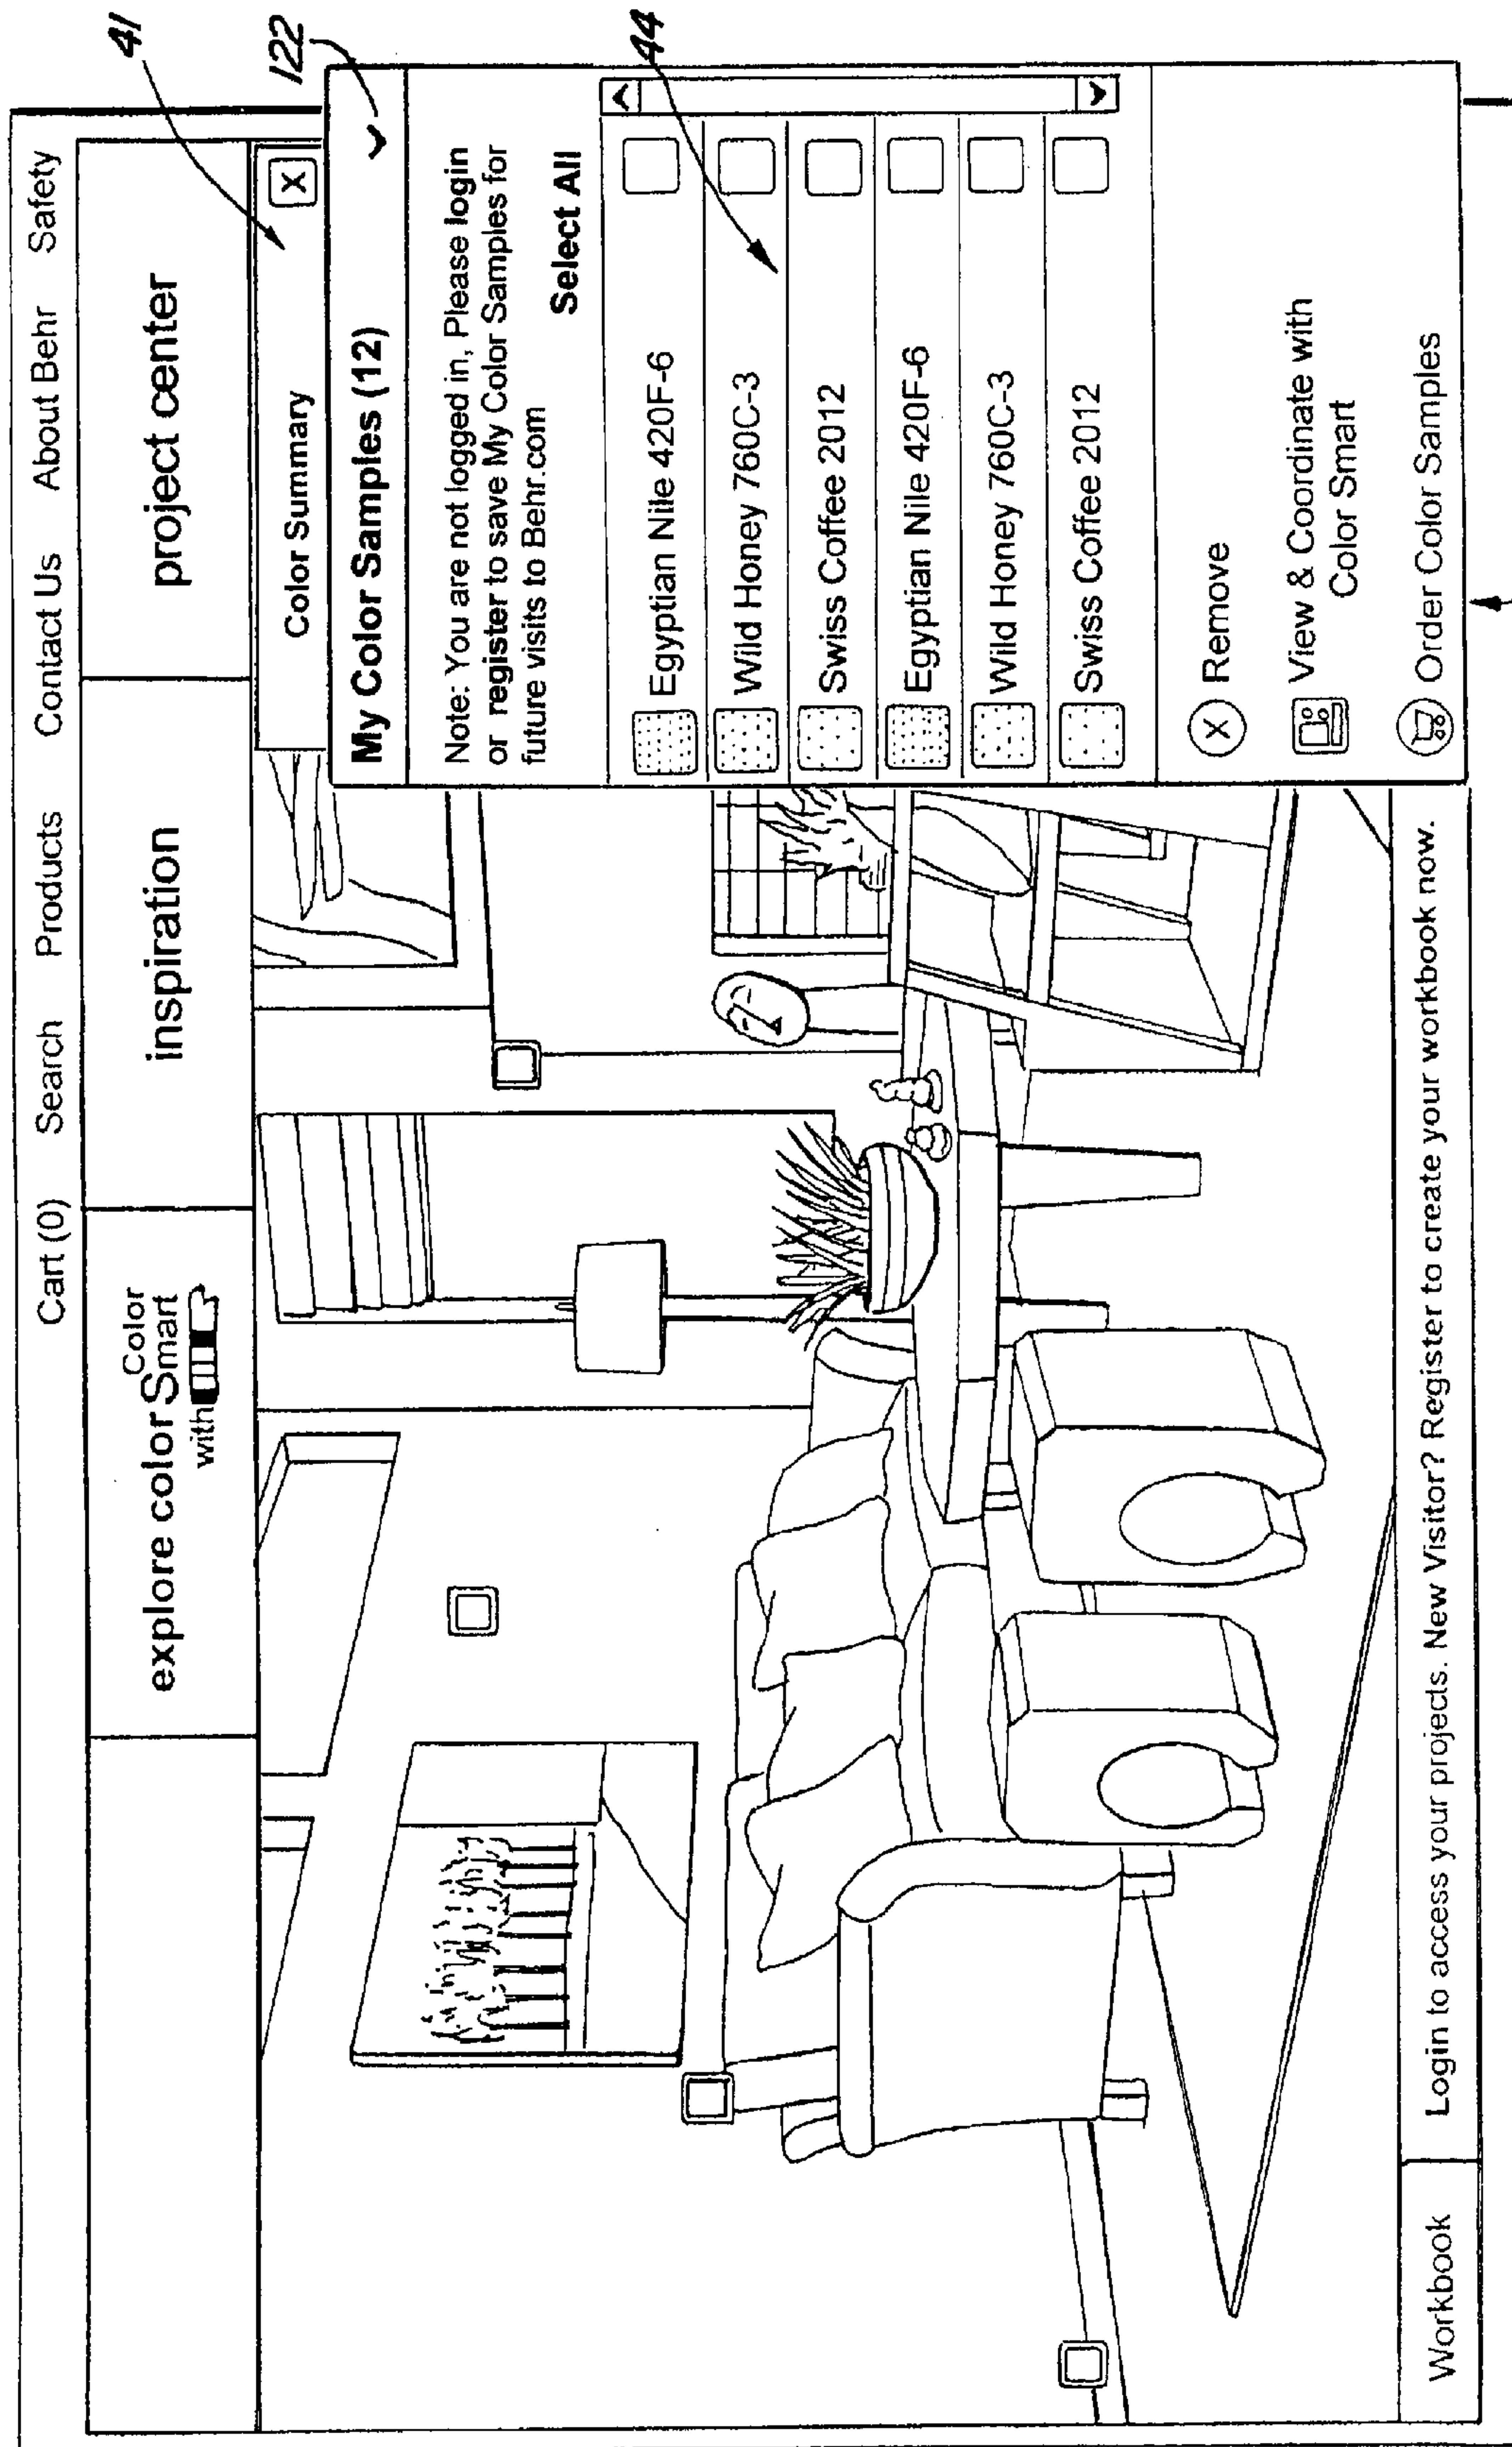 Cart (0) Search Products Contact Us About Behr Safety
explore color
with
Color
Smart
inspiration
project center
41
Color Summary
X
122
My Color Samples (12)
Note: You are not logged in, Please login
or register to save My Color Samples for
future visits to Behr.com
Select All
44
Egyptian Nile 420F-6
Wild Honey 760C-3
Swiss Coffee 2012
Egyptian Nile 420F-6
Wild Honey 760C-3
Swiss Coffee 2012
X Remove
View & Coordinate with
Color Smart
Order Color Samples
Workbook
Login to access your projects. New Visitor? Register to create your workbook now.